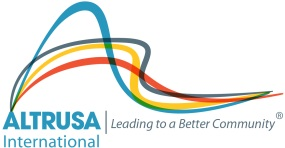 ALTRUSA | Leading to a Better Community®
International